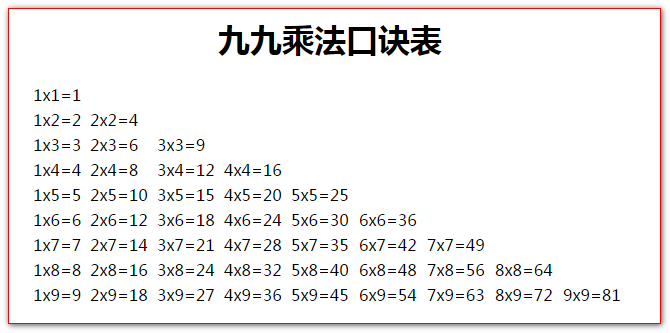 九九乘法口诀表
1x1=1
1x2=2 2x2=4
1x3=3 2x3=6 3x3=9
1x4=4 2x4=8 3x4=12 4x4=16
1x5=5 2x5=10 3x5=15 4x5=20 5x5=25
1x6=6 2x6=12 3x6=18 4x6=24 5x6=30 6x6=36
1x7=7 2x7=14 3x7=21 4x7=28 5x7=35 6x7=42 7x7=49
1x8=8 2x8=16 3x8=24 4x8=32 5x8=40 6x8=48 7x8=56 8x8=64
1x9=9 2x9=18 3x9=27 4x9=36 5x9=45 6x9=54 7x9=63 8x9=72 9x9=81